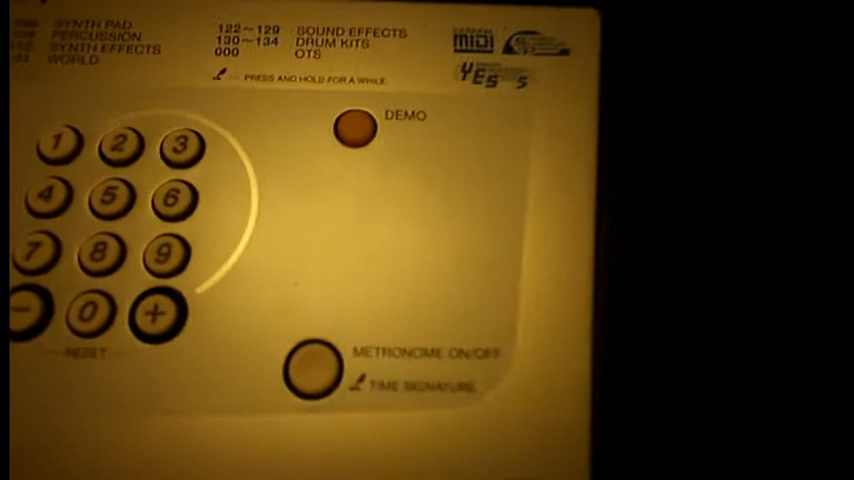 SYNTH PAD
PERCUSSION
SYNTH EFFECTS
WORLD
122~129 SOUND EFFECTS
130~134 DRUM KITS
000 OTS
PRESS AND HOLD FOR A WHILE.
GENERAL
MIDI
YES
DEMO
1 2 3
4 5 6
7 8 9
− 0 +
RESET
METRONOME ON/OFF
TIME SIGNATURE